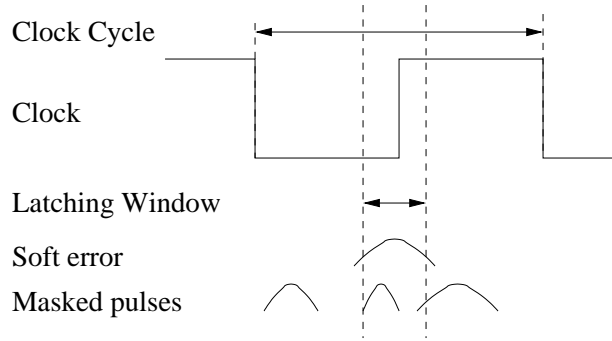 Clock Cycle
Clock
Latching Window
Soft error
Masked pulses